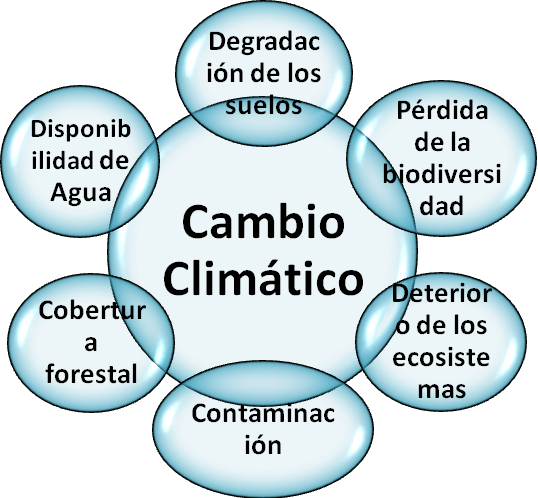 Degradac
ión de los
suelos
Pérdida
de la
biodiversi
dad
Disponib
ilidad de
Agua
Cambio
Climático
Deterior
o de los
ecosiste
mas
Cobertur
a
forestal
Contaminac
ión